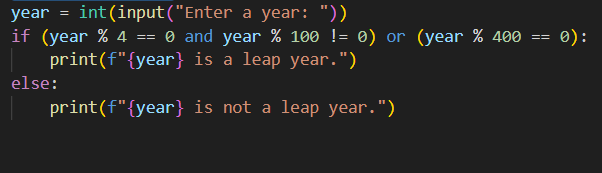 year = int(input("Enter a year: "))
if (year % 4 == 0 and year % 100 != 0) or (year % 400 == 0):
    print(f"{year} is a leap year.")
else:
    print(f"{year} is not a leap year.")